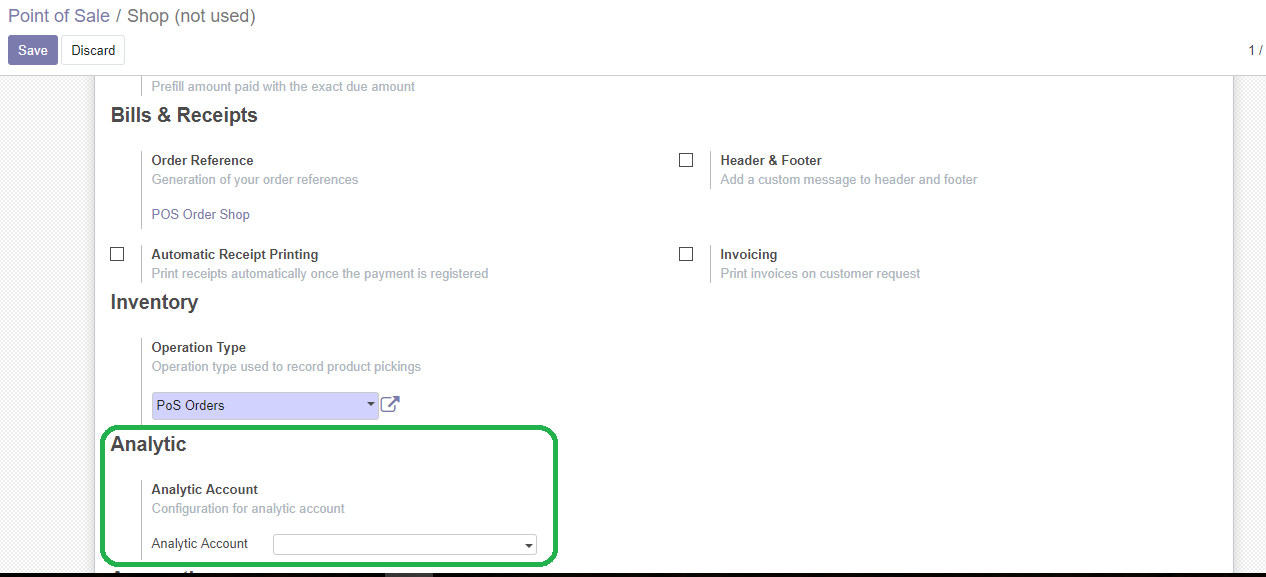 Point of Sale / Shop (not used)
Save Discard 1 /
Prefill amount paid with the exact due amount
Bills & Receipts
Order Reference
Generation of your order references
POS Order Shop
Header & Footer
Add a custom message to header and footer
Automatic Receipt Printing
Print receipts automatically once the payment is registered
Invoicing
Print invoices on customer request
Inventory
Operation Type
Operation type used to record product pickings
PoS Orders
Analytic
Analytic Account
Configuration for analytic account
Analytic Account